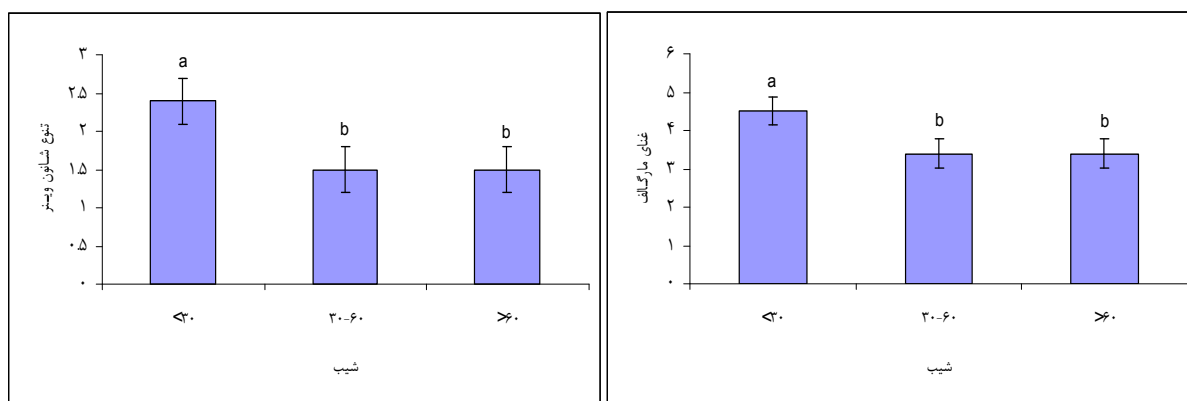 تنوع شانون وینر
۳
۲.۵
۲
۱.۵
۱
۰.۵
۰
a
b
b
<۳۰
۳۰-۶۰
>۶۰
شیب
غنای مارگالف
۶
۵
۴
۳
۲
۱
۰
a
b
b
<۳۰
۳۰-۶۰
>۶۰
شیب